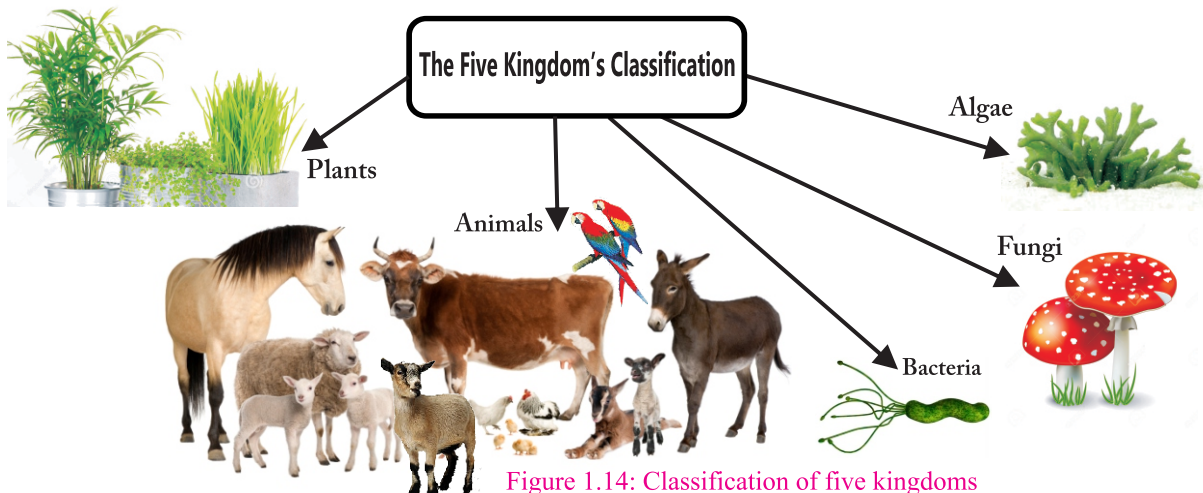 The Five Kingdom's Classification
Algae
Plants
Animals
Fungi
Bacteria
Figure 1.14: Classification of five kingdoms